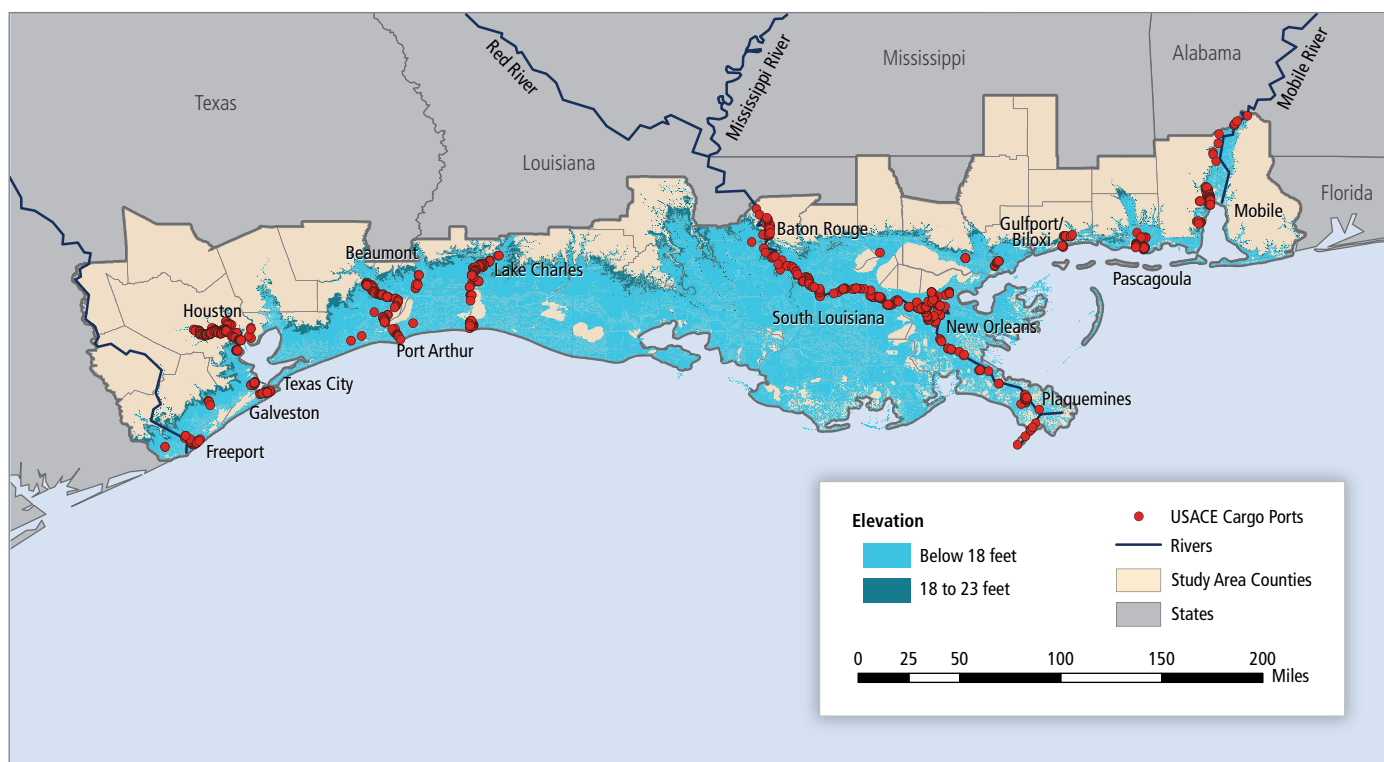 Texas
Red River
Louisiana
Mississippi River
Mississippi
Alabama
Mobile River
Florida
Mobile
Gulfport/
Biloxi
Pascagoula
Baton Rouge
Beaumont
Lake Charles
Houston
South Louisiana
New Orleans
Port Arthur
Texas City
Galveston
Plaquemines
Freeport
Elevation
Below 18 feet
18 to 23 feet
USACE Cargo Ports
Rivers
Study Area Counties
States
0 25 50 100 150 200
Miles